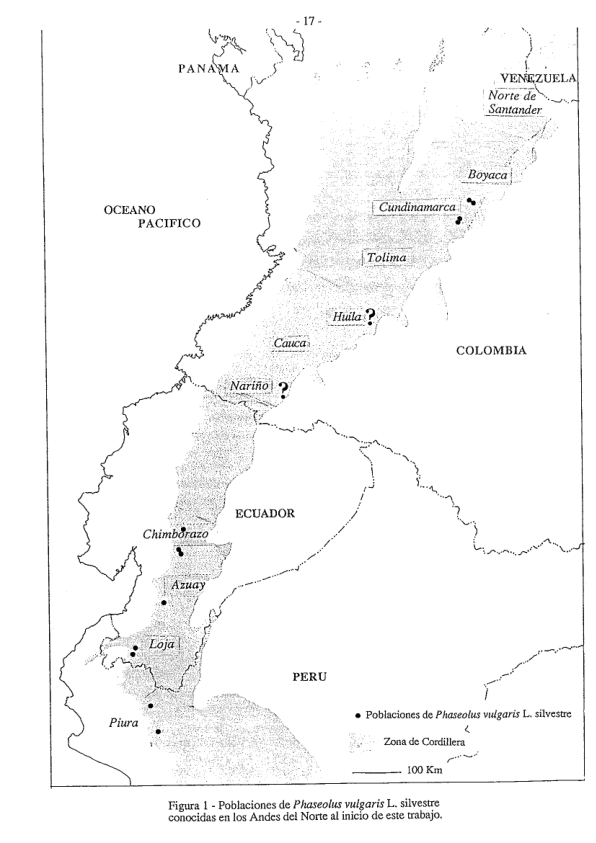 - 17 -
PANAMA
VENEZUELA
Norte de
Santander
Boyaca
Cundinamarca
OCEANO
PACIFICO
Tolima
Huila ?
Cauca
COLOMBIA
Nariño ?
ECUADOR
Chimborazo
Azuay
Loja
PERU
Poblaciones de Phaseolus vulgaris L. silvestre
Piura
Zona de Cordillera
100 Km
Figura 1 - Poblaciones de Phaseolus vulgaris L. silvestre
conocidas en los Andes del Norte al inicio de este trabajo.